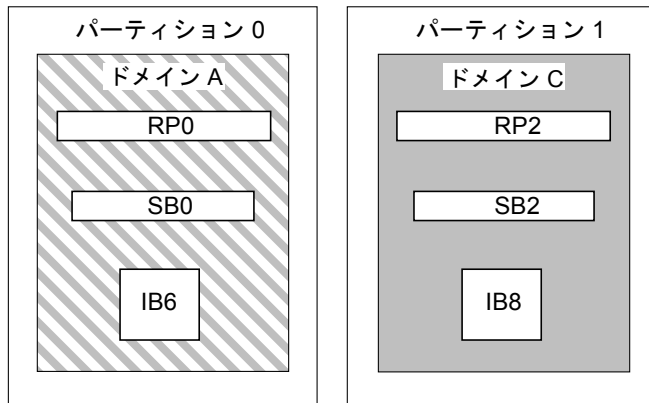 パーティション 0
ドメイン A
RP0
SB0
IB6
パーティション 1
ドメイン C
RP2
SB2
IB8